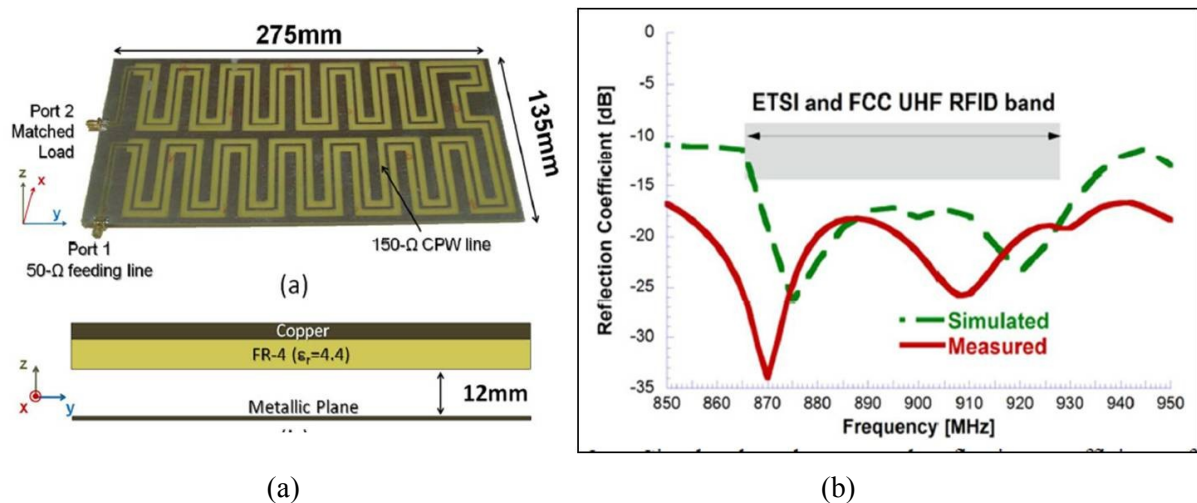 275mm
135mm
Port 2
Matched
Load
z
x
y
Port 1
50-Ω feeding line
150-Ω CPW line
(a)
Copper
FR-4 (εr=4.4)
z
x
y
12mm
Metallic Plane
(a)
Reflection Coefficient [dB]
0
-5
-10
-15
-20
-25
-30
-35
ETSI and FCC UHF RFID band
Simulated
Measured
850 860 870 880 890 900 910 920 930 940 950
Frequency [MHz]
(b)